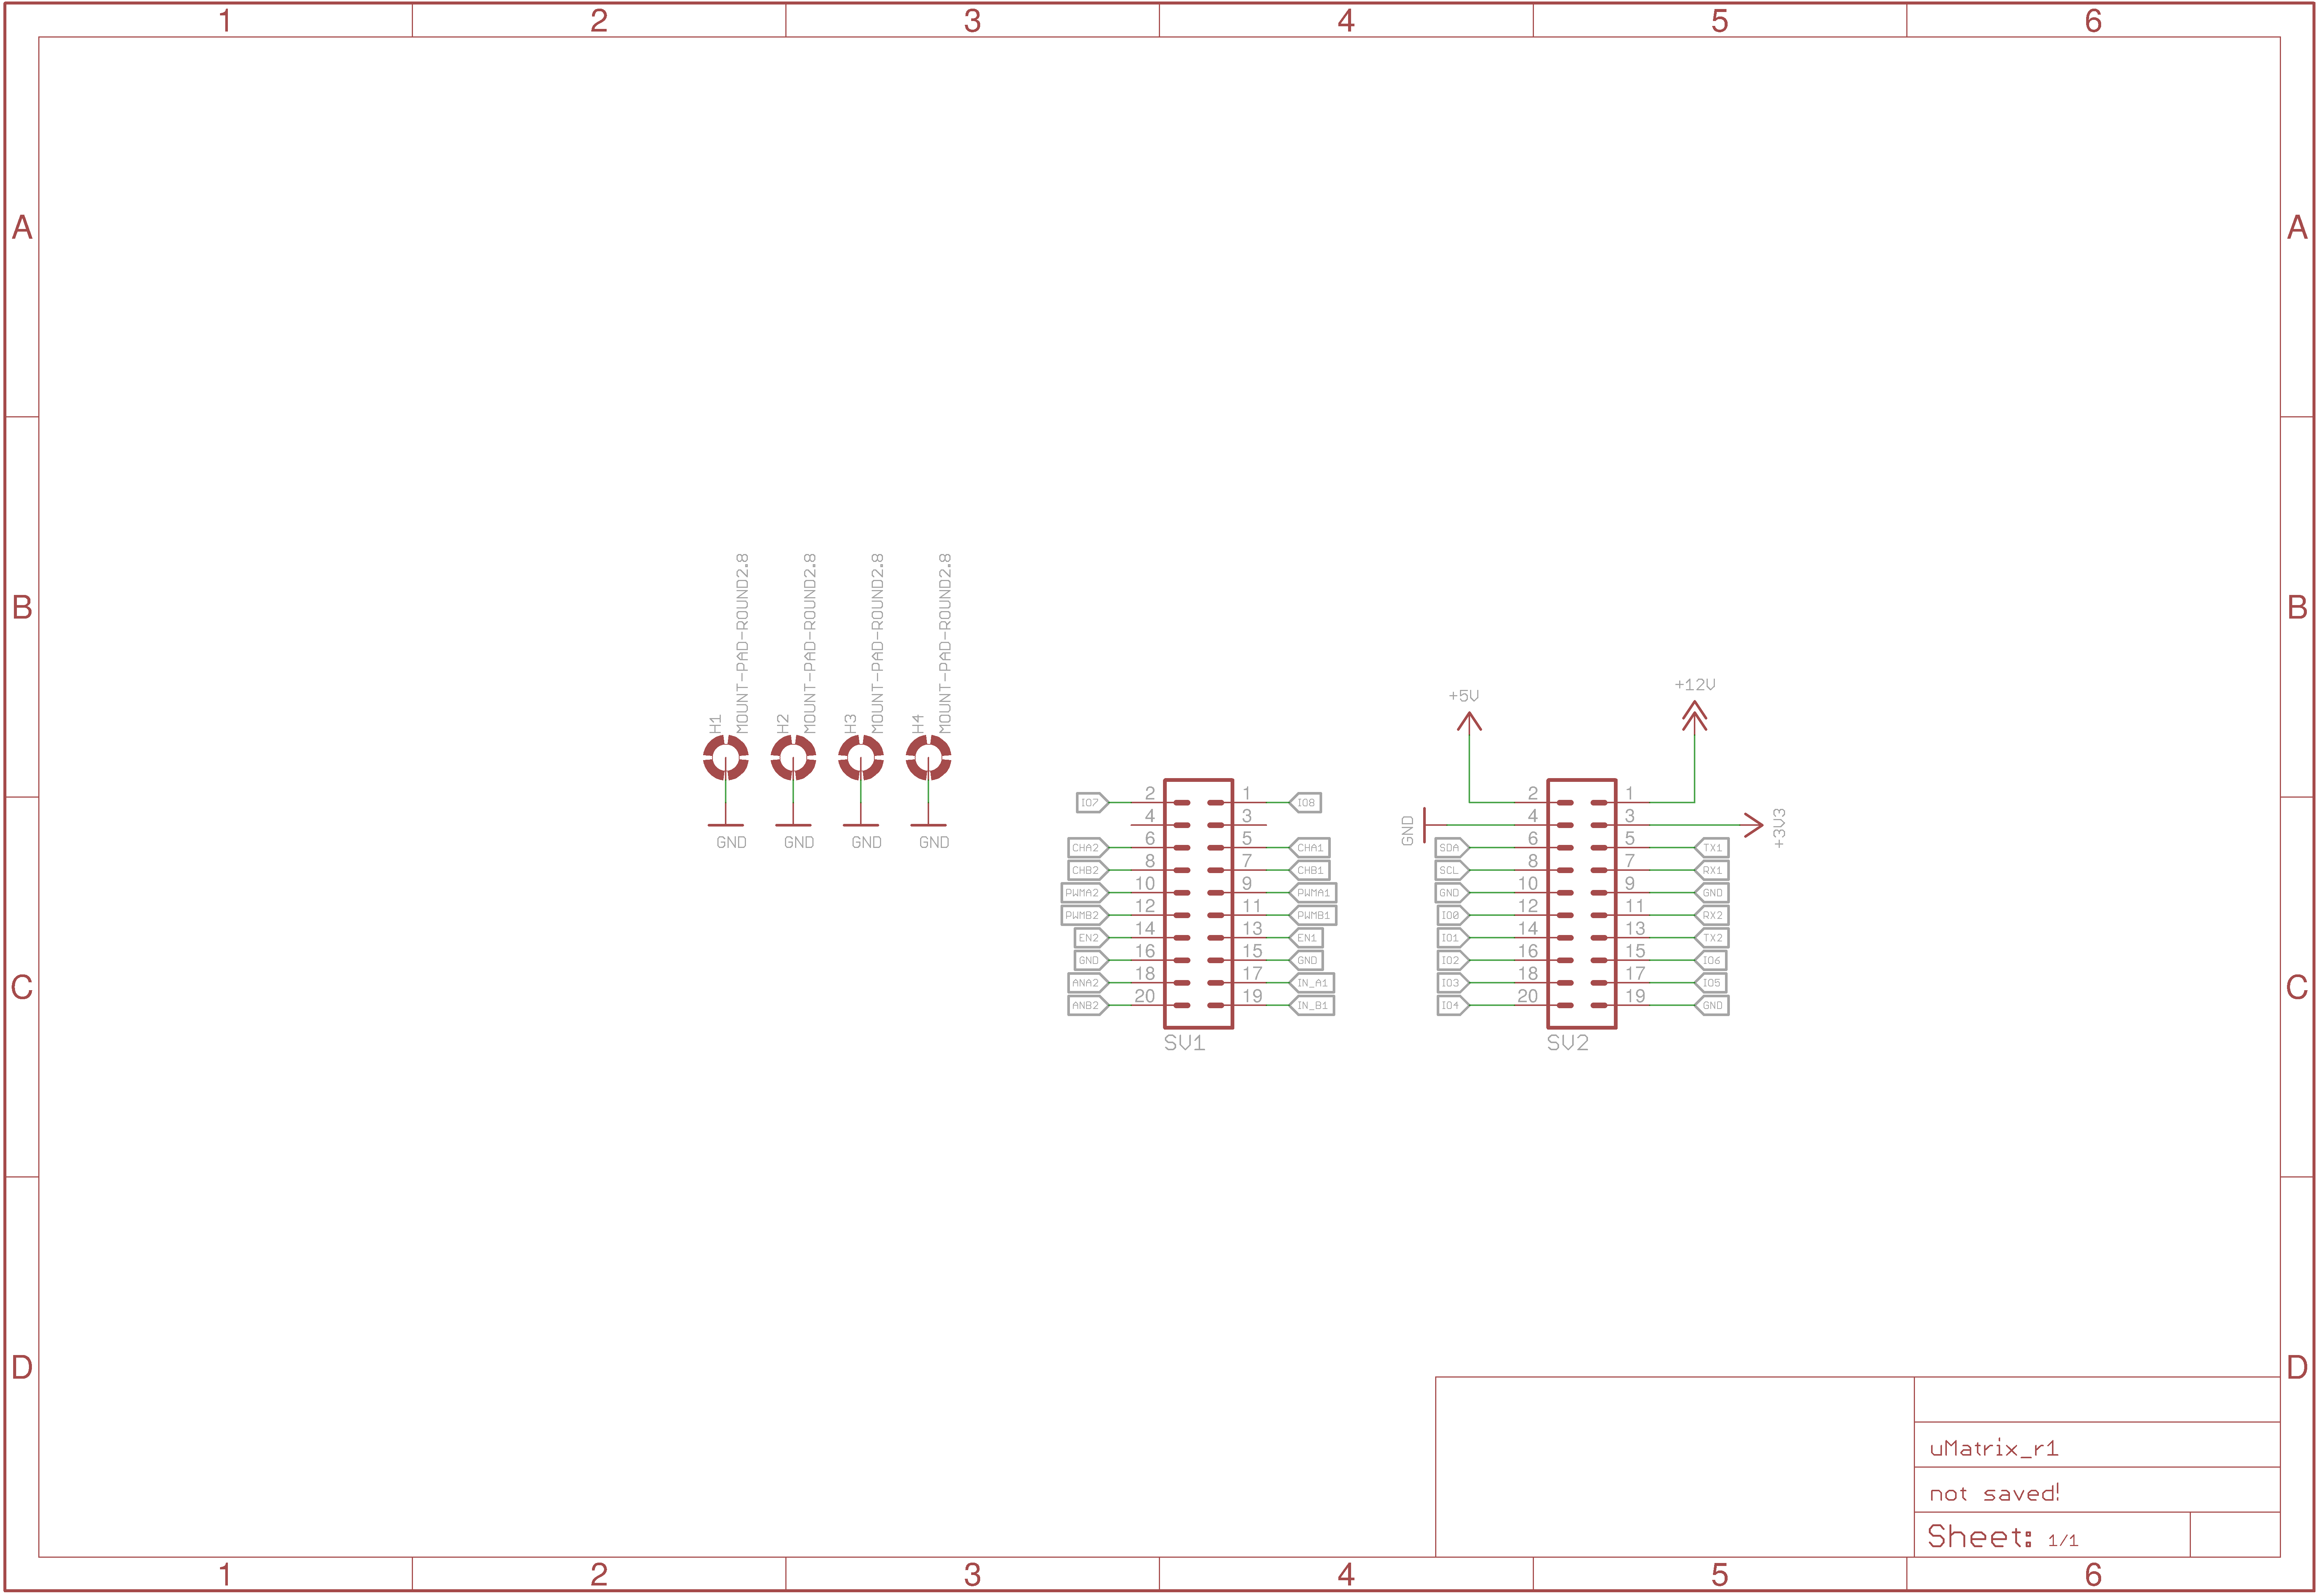 1 2 3 4 5 6
A A
B B
C C
D D
H1 MOUNT-PAD-ROUND2.8
H2 MOUNT-PAD-ROUND2.8
H3 MOUNT-PAD-ROUND2.8
H4 MOUNT-PAD-ROUND2.8
GND GND GND GND
IO7 2 1 IO8
4 3
CHA2 6 5 CHA1
CHB2 8 7 CHB1
PWMA2 10 9 PWMA1
PWMB2 12 11 PWMB1
EN2 14 13 EN1
GND 16 15 GND
ANA2 18 17 IN_A1
ANB2 20 19 IN_B1
SV1
+5V +12V
2 1
GND 4 3 +3V3
SDA 6 5 TX1
SCL 8 7 RX1
GND 10 9 GND
IO0 12 11 RX2
IO1 14 13 TX2
IO2 16 15 IO6
IO3 18 17 IO5
IO4 20 19 GND
SV2
uMatrix_r1
not saved!
Sheet: 1/1
1 2 3 4 5 6